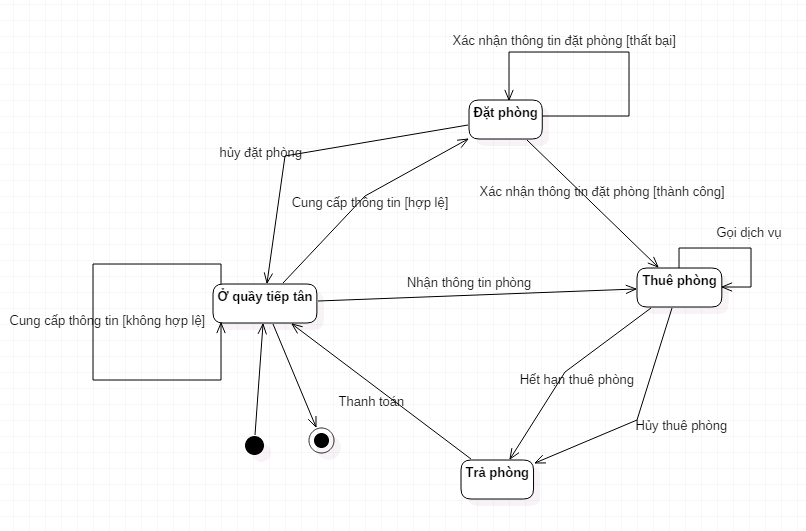 Xác nhận thông tin đặt phòng [thất bại]
Đặt phòng
hủy đặt phòng
Cung cấp thông tin [hợp lệ]
Xác nhận thông tin đặt phòng [thành công]
Gọi dịch vụ
Thuê phòng
Nhận thông tin phòng
Ở quầy tiếp tân
Cung cấp thông tin [không hợp lệ]
Hết hạn thuê phòng
Thanh toán
Hủy thuê phòng
Trả phòng